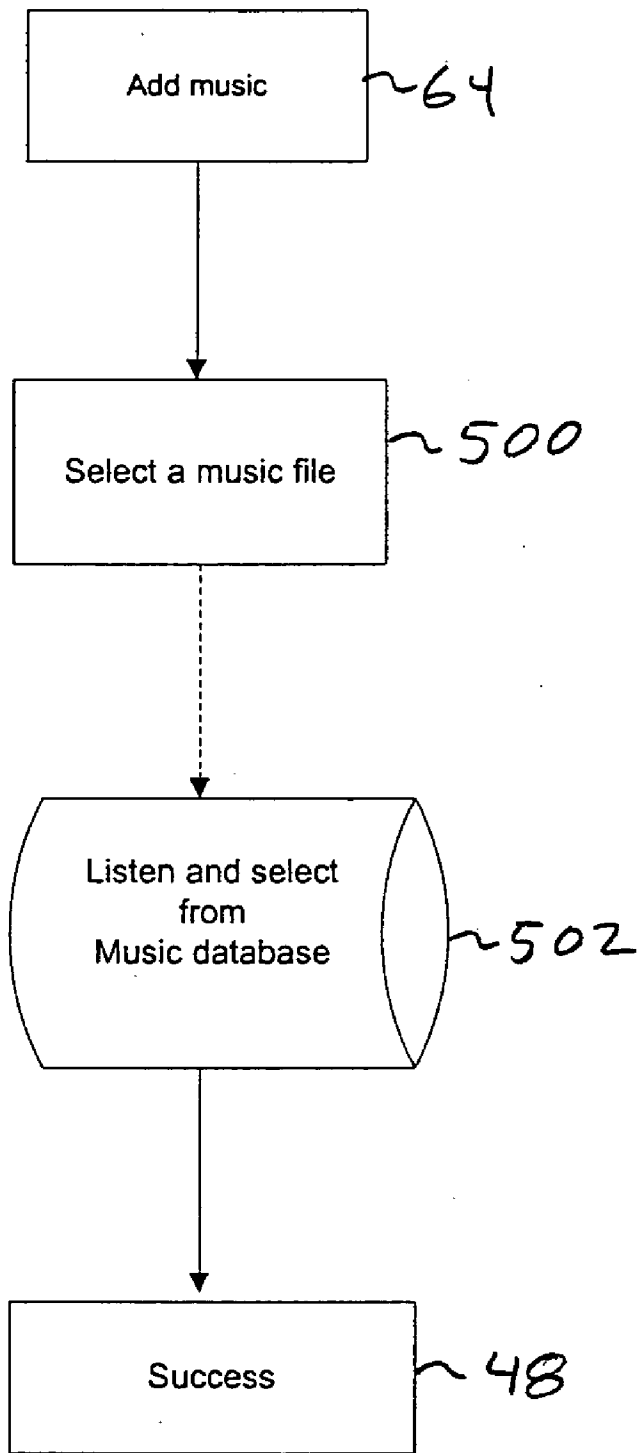 Add music
64
Select a music file
500
Listen and select
from
Music database
502
Success
48